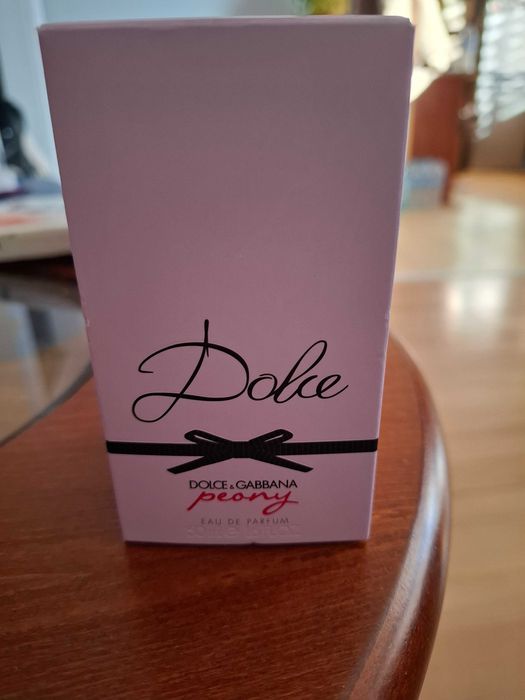 Dolce
DOLCE & GABBANA
peony
EAU DE PARFUM